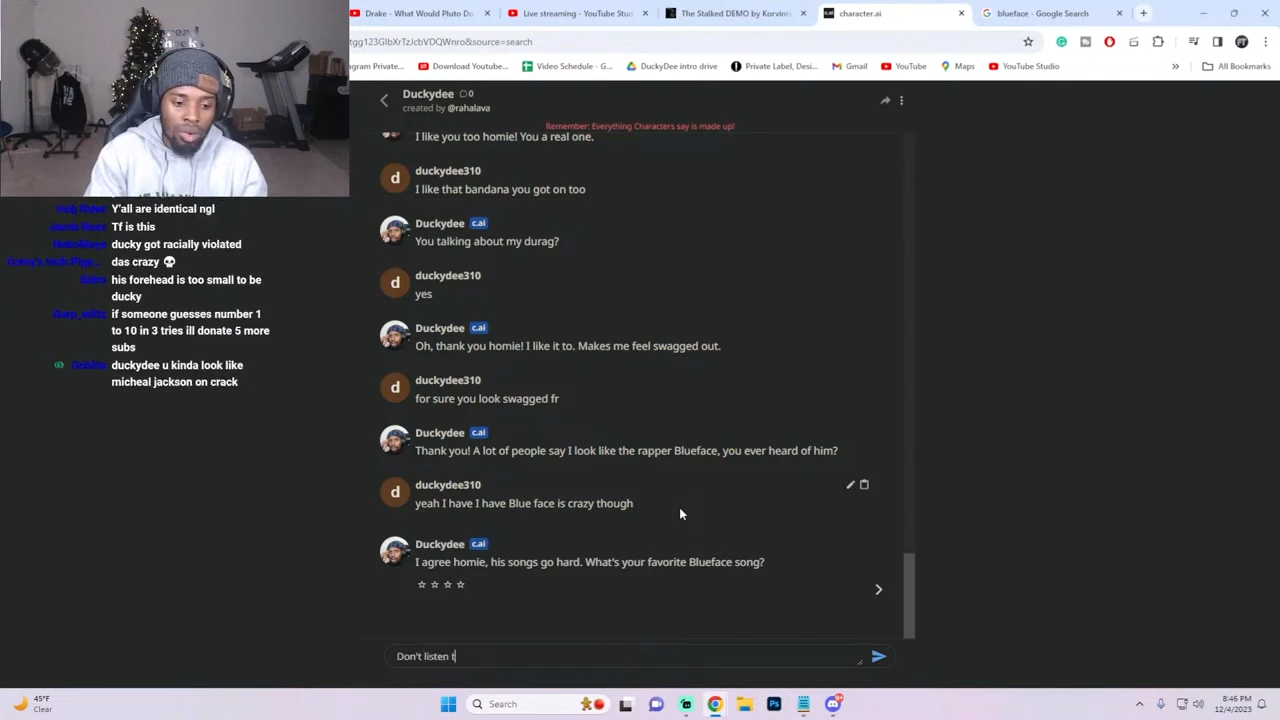 Drake - What Would Pluto Do
Live streaming - YouTube Stud
The Stalked DEMO by Korvinro
character.ai
blueface - Google Search
tgg123GlbXrTzJcbVDQWnro&source=search
gram Private...
Download Youtube...
Video Schedule - G...
DuckyDee intro drive
Private Label, Desi...
Gmail
YouTube
Maps
YouTube Studio
All Bookmarks
Duckydee 0
created by @rahalava
Remember: Everything Characters say is made up!
I like you too homie! You a real one.
duckydee310
I like that bandana you got on too
Duckydee c.ai
You talking about my durag?
duckydee310
yes
Duckydee c.ai
Oh, thank you homie! I like it to. Makes me feel swagged out.
duckydee310
for sure you look swagged fr
Duckydee c.ai
Thank you! A lot of people say I look like the rapper Blueface, you ever heard of him?
duckydee310
yeah I have I have Blue face is crazy though
Duckydee c.ai
I agree homie, his songs go hard. What's your favorite Blueface song?
Don't listen t
Y'all are identical ngl
Tf is this
ducky got racially violated
das crazy 💀
his forehead is too small to be
ducky
if someone guesses number 1
to 10 in 3 tries ill donate 5 more
subs
duckydee u kinda look like
micheal jackson on crack
45°F
Clear
Search
8:46 PM
12/4/2023